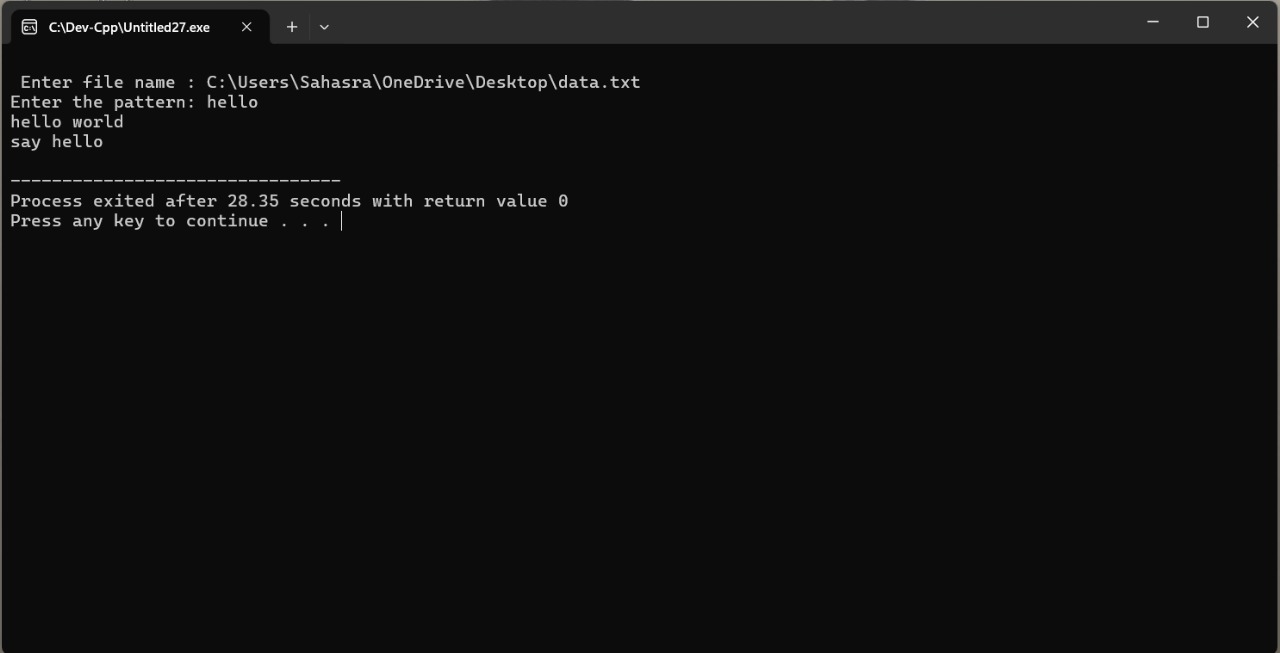 C:\Dev-Cpp\Untitled27.exe
Enter file name : C:\Users\Sahasra\OneDrive\Desktop\data.txt
Enter the pattern: hello
hello world
say hello
--------------------------------
Process exited after 28.35 seconds with return value 0
Press any key to continue . . .